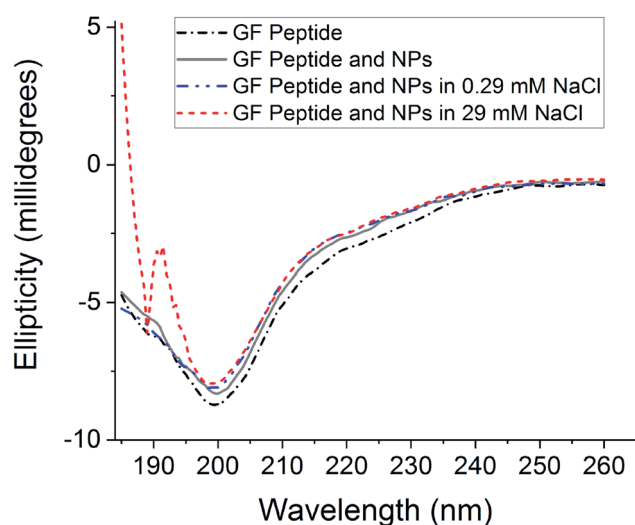 GF Peptide
GF Peptide and NPs
GF Peptide and NPs in 0.29 mM NaCl
GF Peptide and NPs in 29 mM NaCl
5
0
-5
-10
Ellipticity (millidegrees)
190 200 210 220 230 240 250 260
Wavelength (nm)